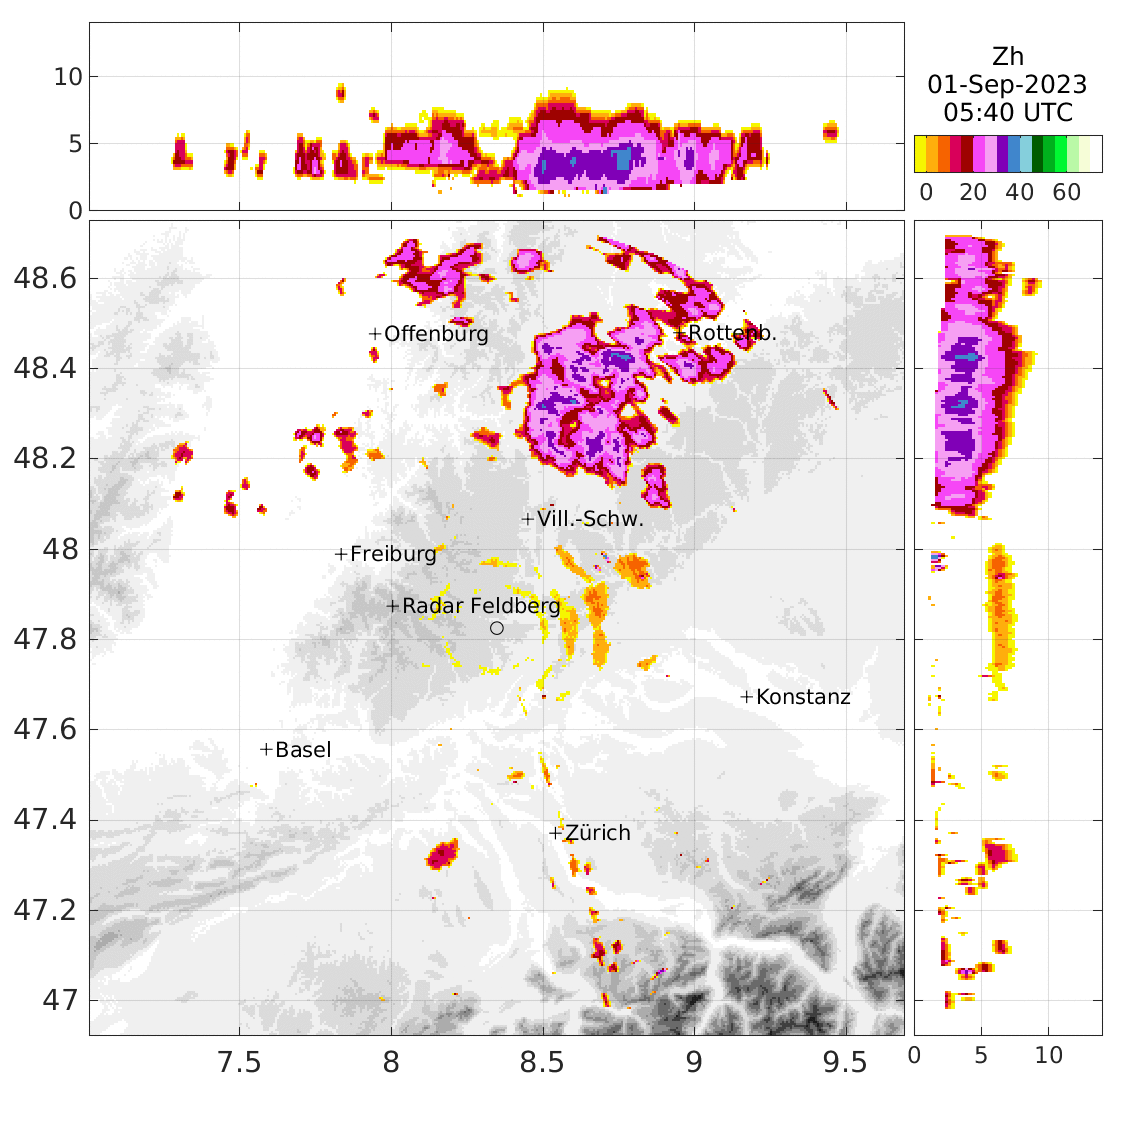 10
5
0
Zh
01-Sep-2023
05:40 UTC
0 20 40 60
48.6
48.4
48.2
48
47.8
47.6
47.4
47.2
47
Offenburg
Rottenb.
Vill.-Schw.
Freiburg
Radar Feldberg
Konstanz
Basel
Zürich
7.5 8 8.5 9 9.5
0 5 10